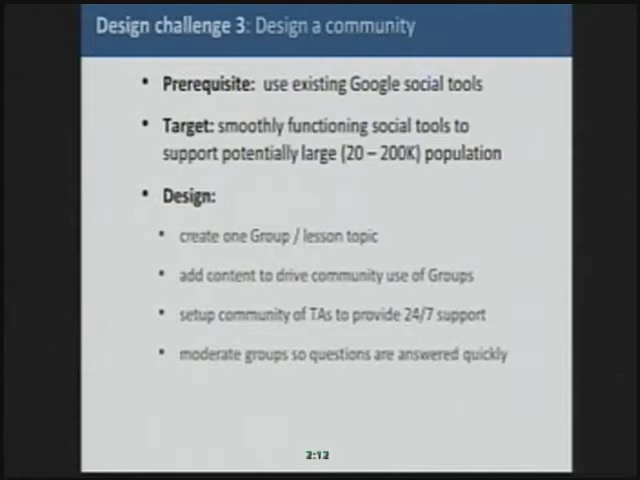 Design challenge 3: Design a community
• Prerequisite: use existing Google social tools
• Target: smoothly functioning social tools to
support potentially large (20 – 200K) population
• Design:
• create one Group / lesson topic
• add content to drive community use of Groups
• setup community of TAs to provide 24/7 support
• moderate groups so questions are answered quickly
2:12